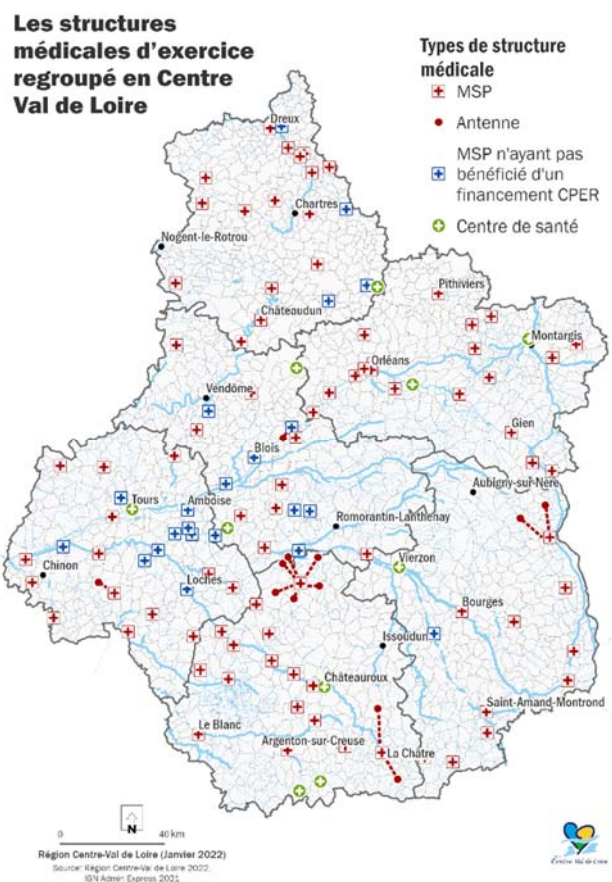 Les structures
médicales d'exercice
regroupé en Centre
Val de Loire
Types de structure
médicale
MSP
Antenne
MSP n'ayant pas
bénéficié d'un
financement CPER
Centre de santé
Dreux
Chartres
Nogent-le-Rotrou
Pithiviers
Châteaudun
Montargis
Orléans
Vendôme
Gien
Blois
Aubigny-sur-Nère
Tours
Amboise
Romorantin-Lanthenay
Vierzon
Chinon
Loches
Bourges
Issoudun
Châteauroux
Saint-Amand-Montrond
Le Blanc
Argenton-sur-Creuse
La Châtre
N
0 40 km
Région Centre-Val de Loire (Janvier 2022)
Source: Région Centre-Val de Loire 2022,
IGN Admin Express 2021
Centre Val de Loire